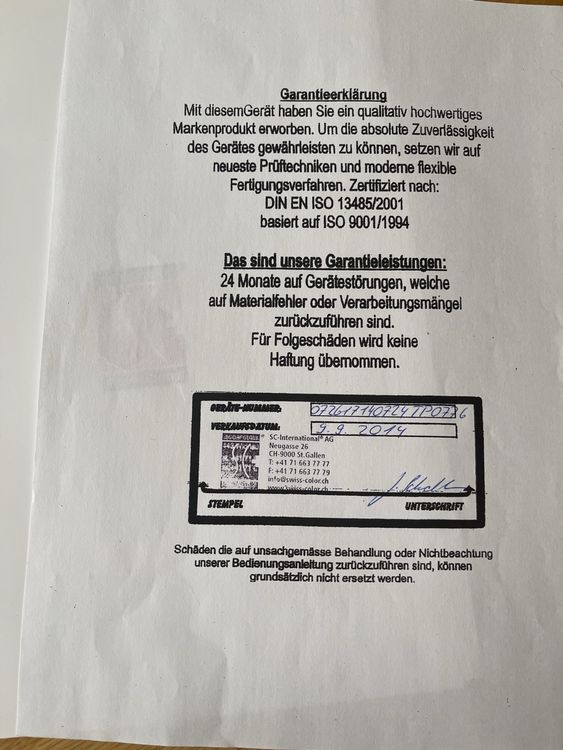 Garantieerklärung
Mit diesemGerät haben Sie ein qualitativ hochwertiges
Markenprodukt erworben. Um die absolute Zuverlässigkeit
des Gerätes gewährleisten zu können, setzen wir auf
neueste Prüftechniken und moderne flexible
Fertigungsverfahren. Zertifiziert nach:
DIN EN ISO 13485/2001
basiert auf ISO 9001/1994
Das sind unsere Garantieleistungen:
24 Monate auf Gerätestörungen, welche
auf Materialfehler oder Verarbeitungsmängel
zurückzuführen sind.
Für Folgeschäden wird keine
Haftung übernommen.
GERÄTE-NUMMER:
VERKAUFSDATUM: 9.9.2014
SC-International® AG
Neugasse 26
CH-9000 St.Gallen
T: +41 71 663 77 77
F: +41 71 663 77 79
info@swiss-color.ch
www.swiss-color.ch
STEMPEL UNTERSCHRIFT
Schäden die auf unsachgemässe Behandlung oder Nichtbeachtung
unserer Bedienungsanleitung zurückzuführen sind, können
grundsätzlich nicht ersetzt werden.